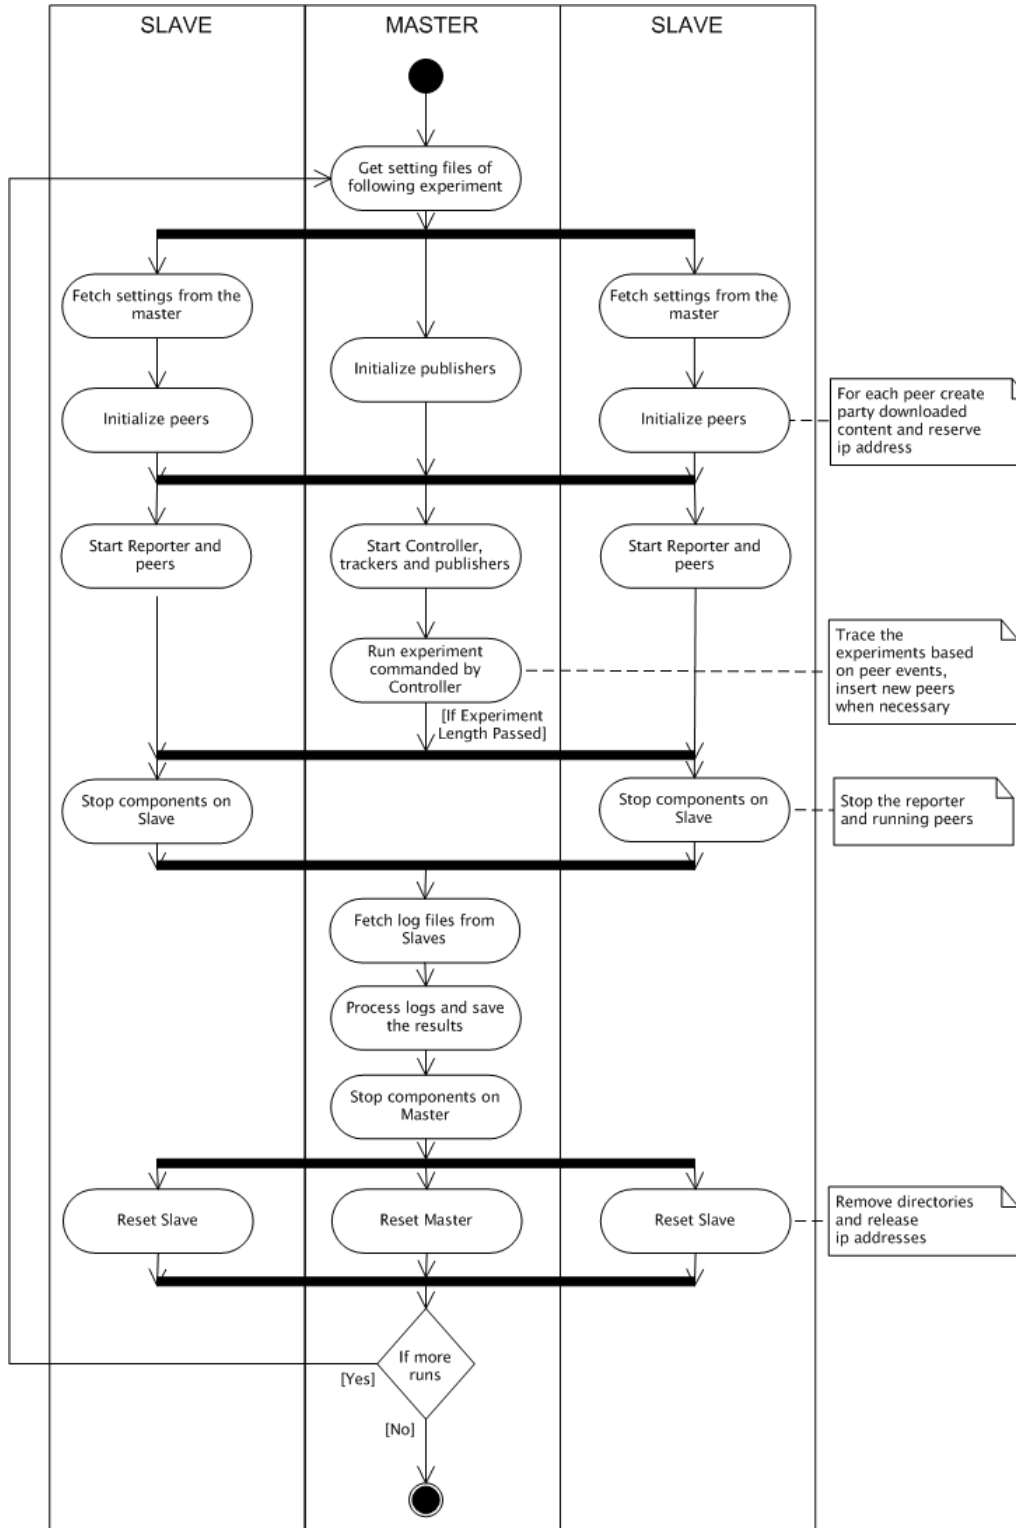 SLAVE
MASTER
SLAVE
Get setting files of
following experiment
Fetch settings from the
master
Fetch settings from the
master
Initialize publishers
Initialize peers
Initialize peers
For each peer create
party downloaded
content and reserve
ip address
Start Reporter and
peers
Start Controller,
trackers and publishers
Start Reporter and
peers
Run experiment
commanded by
Controller
Trace the
experiments based
on peer events,
insert new peers
when necessary
[If Experiment
Length Passed]
Stop components on
Slave
Stop components on
Slave
Stop the reporter
and running peers
Fetch log files from
Slaves
Process logs and save
the results
Stop components on
Master
Reset Slave
Reset Master
Reset Slave
Remove directories
and release
ip addresses
If more
runs
[Yes]
[No]